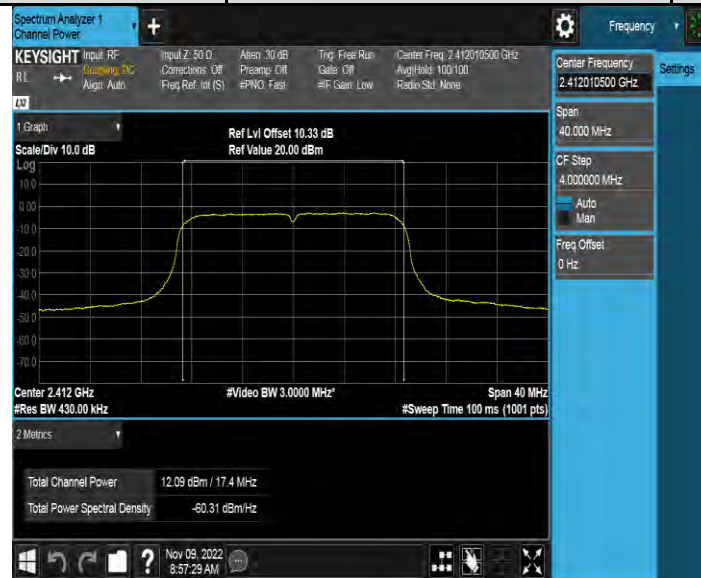 Spectrum Analyzer 1
Channel Power
Frequency
KEYSIGHT
Input: RF
Input Z: 50 Ω
Atten: 30 dB
Trig: Free Run
Center Freq: 2.412010500 GHz
RL
Coupling: DC
Corrections: Off
Preamp: Off
Gate: Off
Avg|Hold: 100/100
Align: Auto
Freq Ref: Int (S)
#PNO: Fast
#IF Gain: Low
Radio Std: None
LXI
Center Frequency
2.412010500 GHz
Settings
Span
40.000 MHz
CF Step
4.000000 MHz
Auto
Man
Freq Offset
0 Hz
1 Graph
Scale/Div 10.0 dB
Ref Lvl Offset 10.33 dB
Ref Value 20.00 dBm
Log
10.0
0.00
-10.0
-20.0
-30.0
-40.0
-50.0
-60.0
-70.0
Center 2.412 GHz
#Video BW 3.0000 MHz*
Span 40 MHz
#Res BW 430.00 kHz
#Sweep Time 100 ms (1001 pts)
2 Metrics
Total Channel Power
12.09 dBm / 17.4 MHz
Total Power Spectral Density
-60.31 dBm/Hz
?
Nov 09, 2022
8:57:29 AM